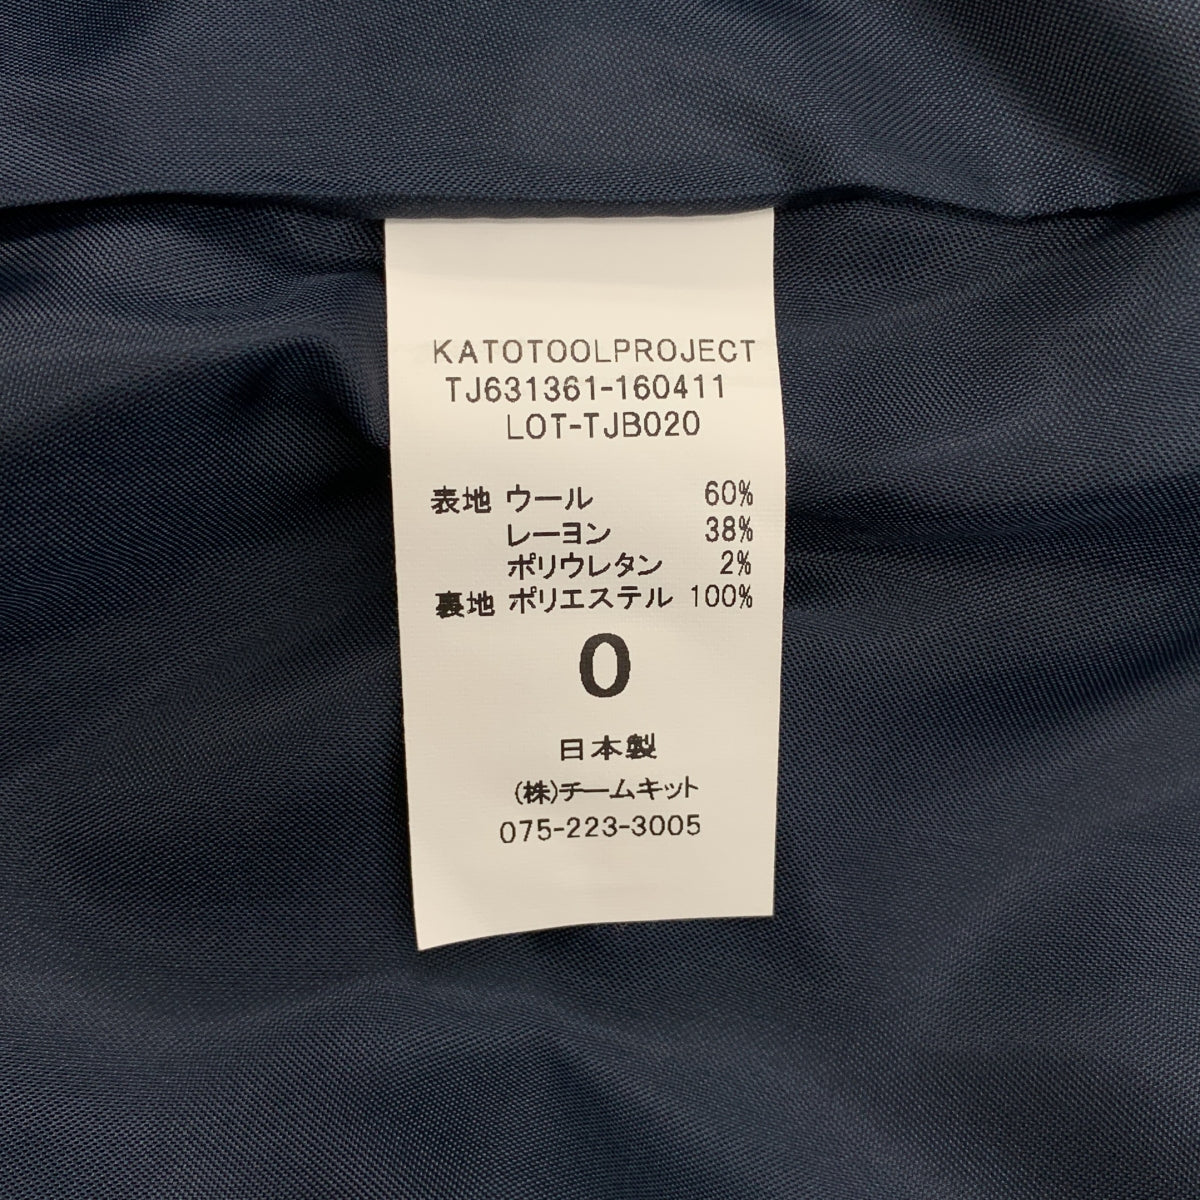 KATOTOOLPROJECT
TJ631361-160411
LOT-TJB020
表地 ウール 60%
レーヨン 38%
ポリウレタン 2%
裏地 ポリエステル 100%
0
日本製
(株)チームキット
075-223-3005